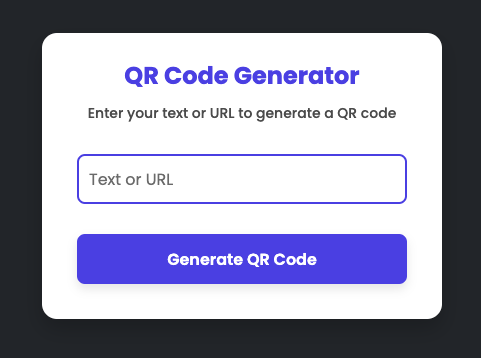 QR Code Generator
Enter your text or URL to generate a QR code
Text or URL
Generate QR Code